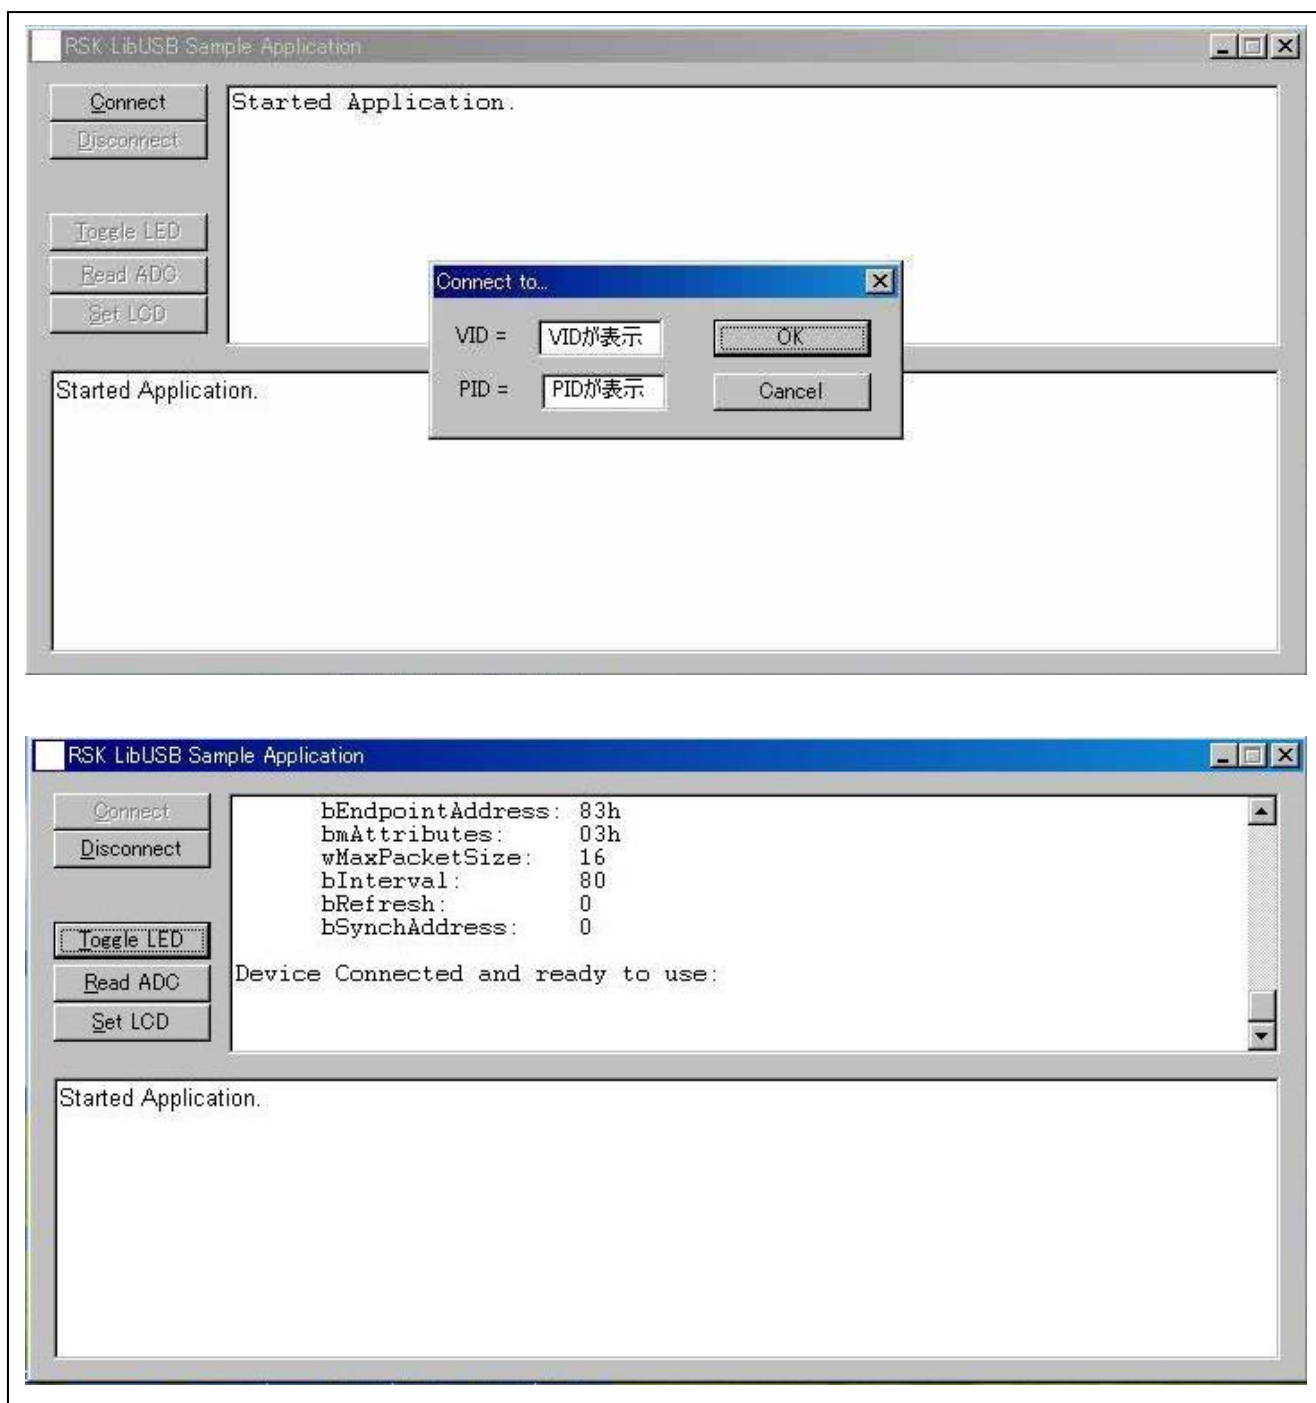 RSK LibUSB Sample Application
Connect
Started Application.
Disconnect
Toggle LED
Read ADC
Set LCD
Connect to...
VID =
VIDが表示
OK
PID =
PIDが表示
Cancel
Started Application.
RSK LibUSB Sample Application
Connect
Disconnect
Toggle LED
Read ADC
Set LCD
bEndpointAddress: 83h
bmAttributes: 03h
wMaxPacketSize: 16
bInterval: 80
bRefresh: 0
bSynchAddress: 0
Device Connected and ready to use:
Started Application.